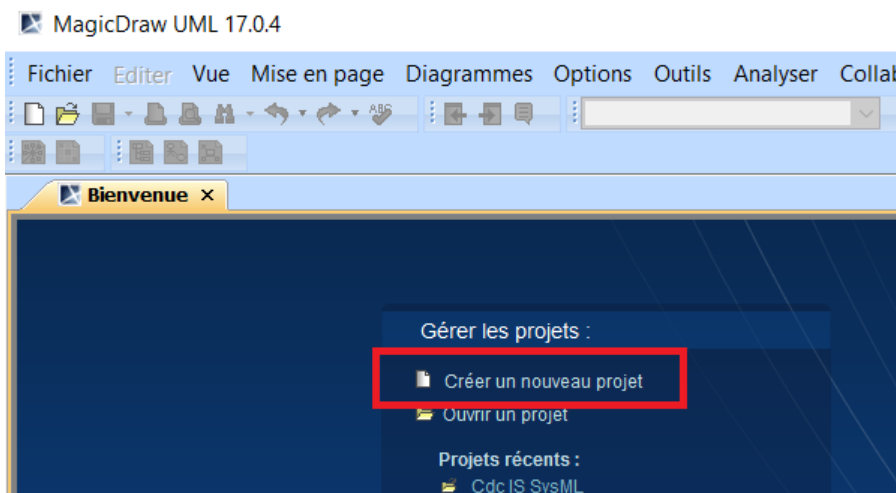 MagicDraw UML 17.0.4
Fichier Editer Vue Mise en page Diagrammes Options Outils Analyser Collab
Bienvenue
Gérer les projets :
Créer un nouveau projet
Ouvrir un projet
Projets récents :
Cdc IS SysML